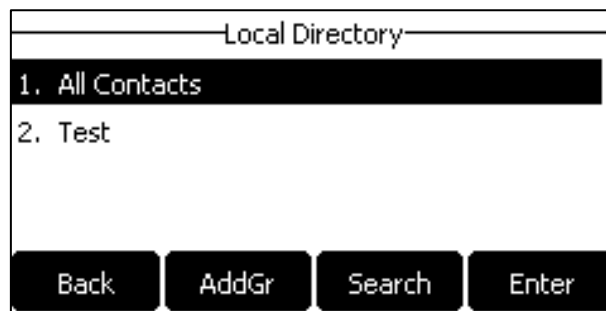 Local Directory
1. All Contacts
2. Test
Back AddGr Search Enter